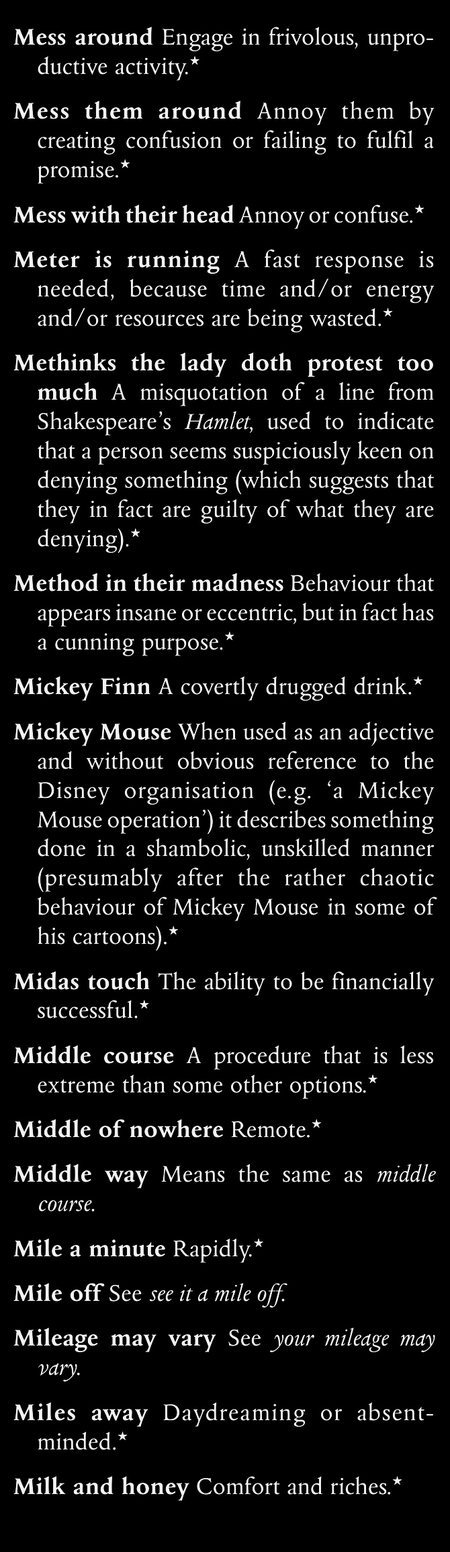 Mess around Engage in frivolous, unpro-
ductive activity.★
Mess them around Annoy them by
creating confusion or failing to fulfil a
promise.★
Mess with their head Annoy or confuse.★
Meter is running A fast response is
needed, because time and/or energy
and/or resources are being wasted.★
Methinks the lady doth protest too
much A misquotation of a line from
Shakespeare’s Hamlet, used to indicate
that a person seems suspiciously keen on
denying something (which suggests that
they in fact are guilty of what they are
denying).★
Method in their madness Behaviour that
appears insane or eccentric, but in fact has
a cunning purpose.★
Mickey Finn A covertly drugged drink.★
Mickey Mouse When used as an adjective
and without obvious reference to the
Disney organisation (e.g. ‘a Mickey
Mouse operation’) it describes something
done in a shambolic, unskilled manner
(presumably after the rather chaotic
behaviour of Mickey Mouse in some of
his cartoons).★
Midas touch The ability to be financially
successful.★
Middle course A procedure that is less
extreme than some other options.★
Middle of nowhere Remote.★
Middle way Means the same as middle
course.
Mile a minute Rapidly.★
Mile off See see it a mile off.
Mileage may vary See your mileage may
vary.
Miles away Daydreaming or absent-
minded.★
Milk and honey Comfort and riches.★